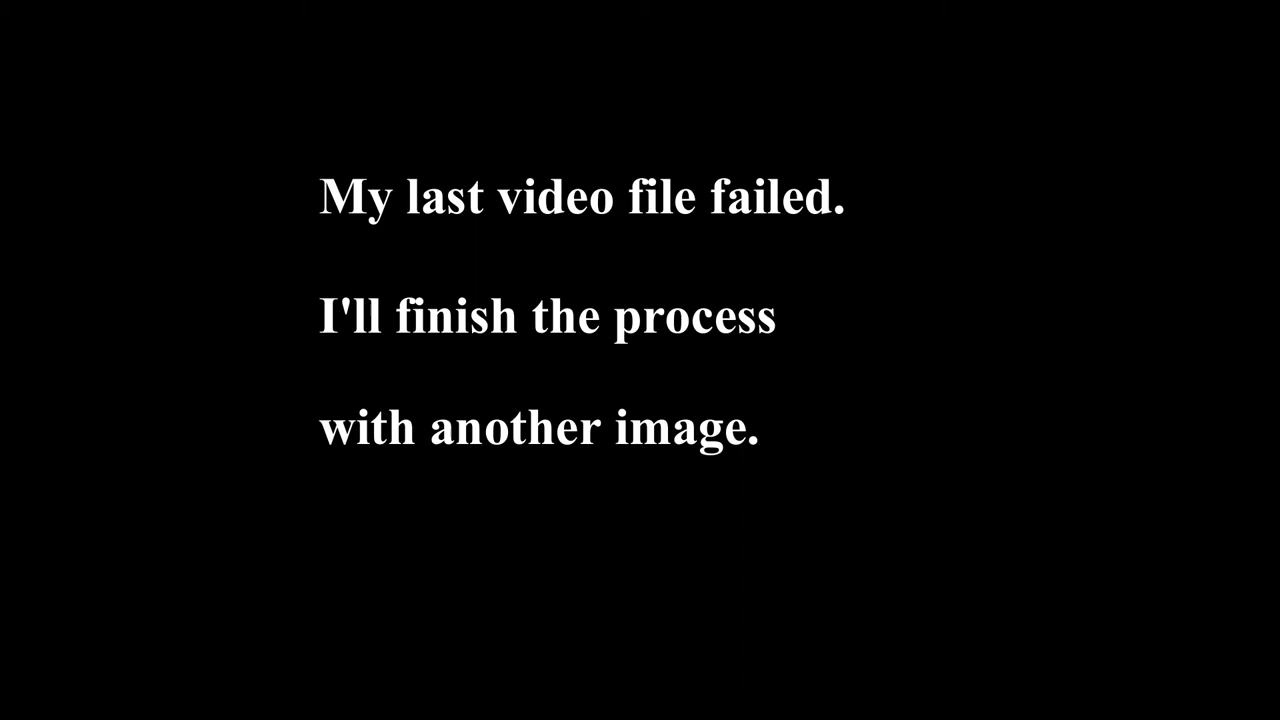 My last video file failed.
I'll finish the process
with another image.